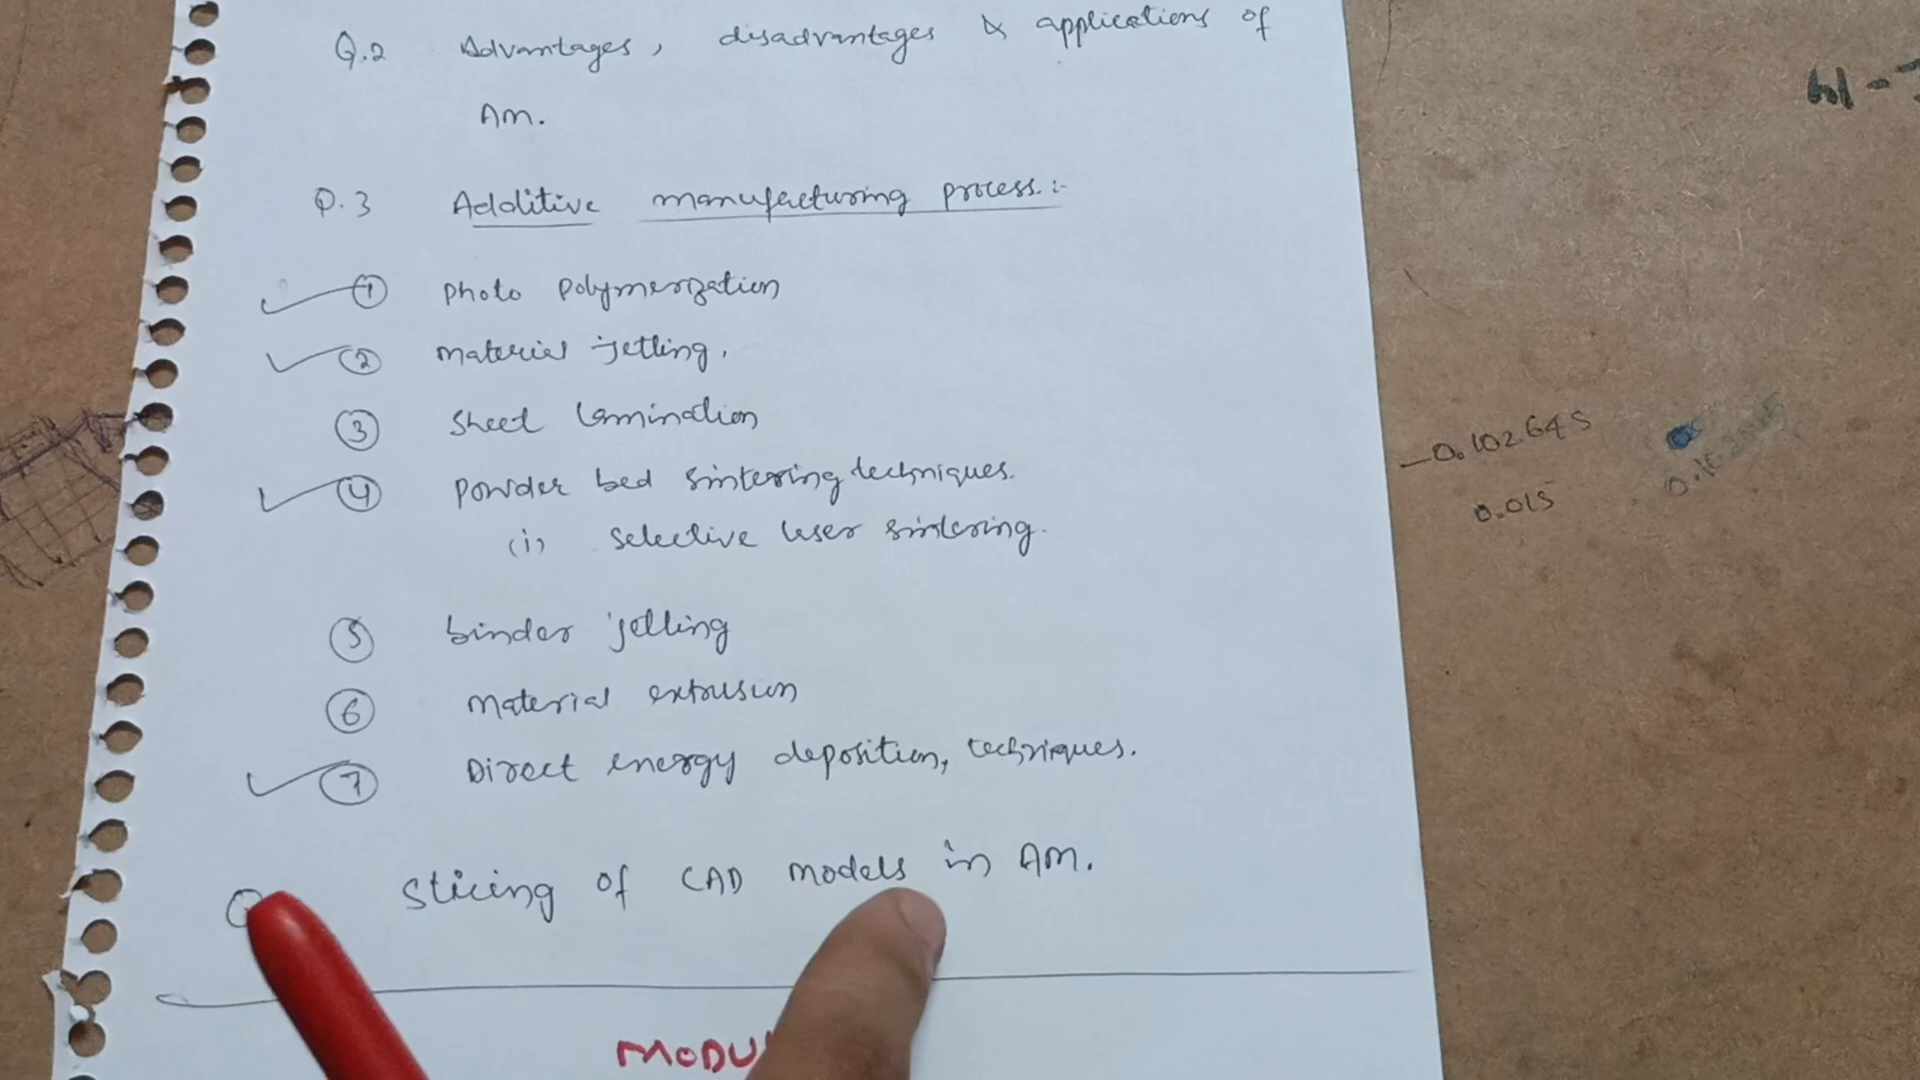 Q.2 Advantages, disadvantages & applications of
AM.
Q.3 Additive manufacturing process:-
1 Photo polymerization
2 Material jetting.
3 Sheet lamination
4 Powder bed sintering techniques.
(i) Selective laser sintering.
5 binder jetting
6 Material extrusion
7 Direct energy deposition, techniques.
Slicing of CAD models in AM.
MODU
-0.102645
0.015